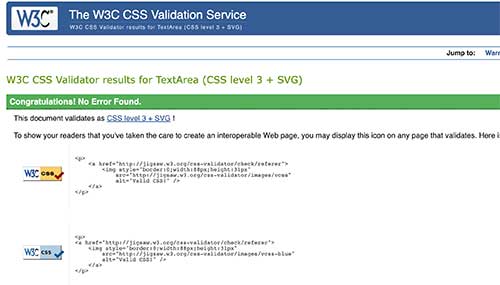 W3C® The W3C CSS Validation Service
W3C CSS Validator results for TextArea (CSS level 3 + SVG)
Jump to: Warn
W3C CSS Validator results for TextArea (CSS level 3 + SVG)
Congratulations! No Error Found.
This document validates as CSS level 3 + SVG !
To show your readers that you've taken the care to create an interoperable Web page, you may display this icon on any page that validates. Here i
W3C css
<p>
<a href="http://jigsaw.w3.org/css-validator/check/referer">
<img style="border:0;width:88px;height:31px"
src="http://jigsaw.w3.org/css-validator/images/vcss"
alt="Valid CSS!" />
</a>
</p>
W3C css
<p>
<a href="http://jigsaw.w3.org/css-validator/check/referer">
<img style="border:0;width:88px;height:31px"
src="http://jigsaw.w3.org/css-validator/images/vcss-blue"
alt="Valid CSS!" />
</a>
</p>